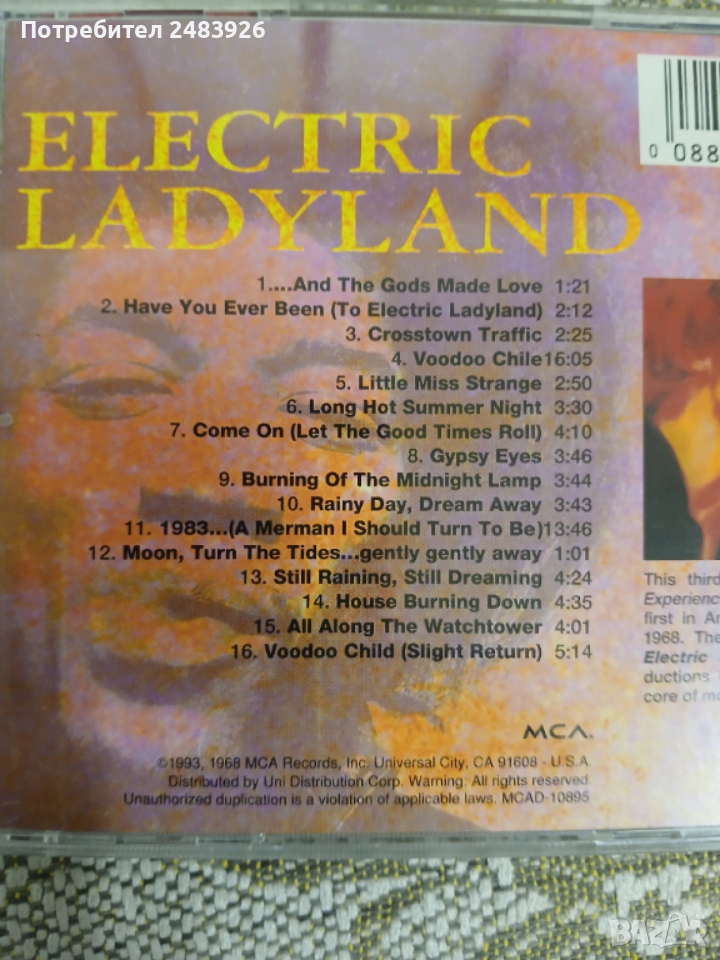 Потребител 2483926
ELECTRIC
LADYLAND
0 088
1....And The Gods Made Love 1:21
2. Have You Ever Been (To Electric Ladyland) 2:12
3. Crosstown Traffic 2:25
4. Voodoo Chile16:05
5. Little Miss Strange 2:50
6. Long Hot Summer Night 3:30
7. Come On (Let The Good Times Roll) 4:10
8. Gypsy Eyes 3:46
9. Burning Of The Midnight Lamp 3:44
10. Rainy Day, Dream Away 3:43
11. 1983...(A Merman I Should Turn To Be)13:46
12. Moon, Turn The Tides...gently gently away 1:01
13. Still Raining, Still Dreaming 4:24
14. House Burning Down 4:35
15. All Along The Watchtower 4:01
16. Voodoo Child (Slight Return) 5:14
This third
Experience
first in Am
1968. The
Electric
ductions
core of mo
MCA.
©1993, 1968 MCA Records, Inc. Universal City, CA 91608 - U.S.A.
Distributed by Uni Distribution Corp. Warning: All rights reserved.
Unauthorized duplication is a violation of applicable laws. MCAD-10895
BAZAR